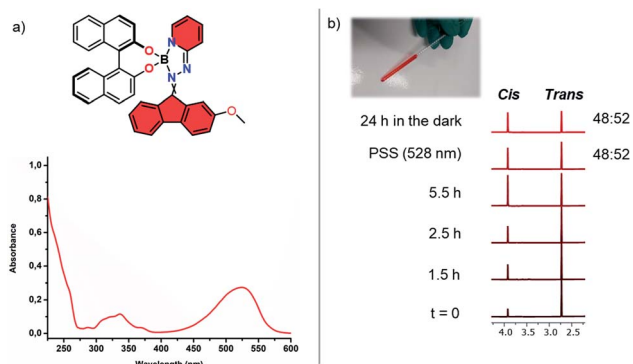 a)
O
N
B
O
N
N
O
Absorbance
1,0
0,8
0,6
0,4
0,2
0,0
250 300 350 400 450 500 550 600
Wavelength (nm)
b)
Cis Trans
24 h in the dark 48:52
PSS (528 nm) 48:52
5.5 h
2.5 h
1.5 h
t = 0
4.0 3.5 3.0 2.5